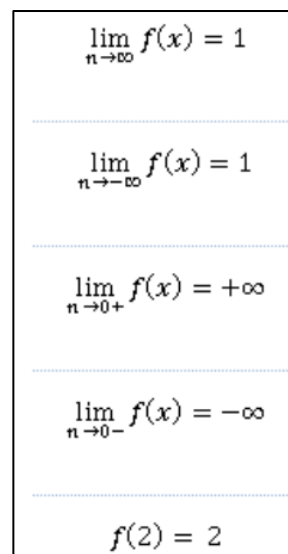 lim f(x) = 1
n→∞
lim f(x) = 1
n→-∞
lim f(x) = +∞
n→0+
lim f(x) = -∞
n→0-
f(2) = 2